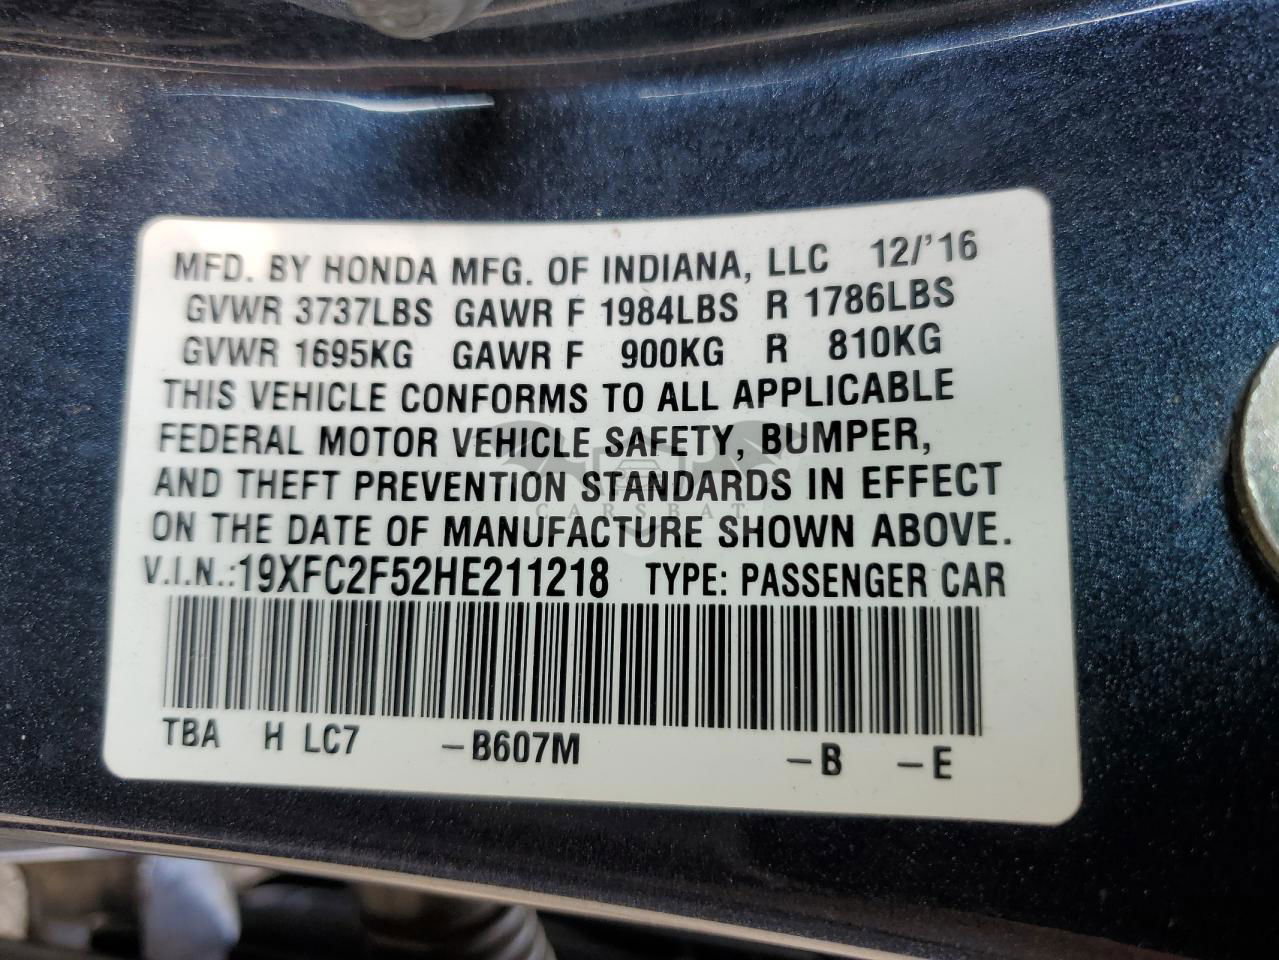 MFD. BY HONDA MFG. OF INDIANA, LLC 12/'16
GVWR 3737LBS GAWR F 1984LBS R 1786LBS
GVWR 1695KG GAWR F 900KG R 810KG
THIS VEHICLE CONFORMS TO ALL APPLICABLE
FEDERAL MOTOR VEHICLE SAFETY, BUMPER,
AND THEFT PREVENTION STANDARDS IN EFFECT
CARSBAT
ON THE DATE OF MANUFACTURE SHOWN ABOVE.
V.I.N.:19XFC2F52HE211218 TYPE: PASSENGER CAR
TBA H LC7 -B607M -B -E